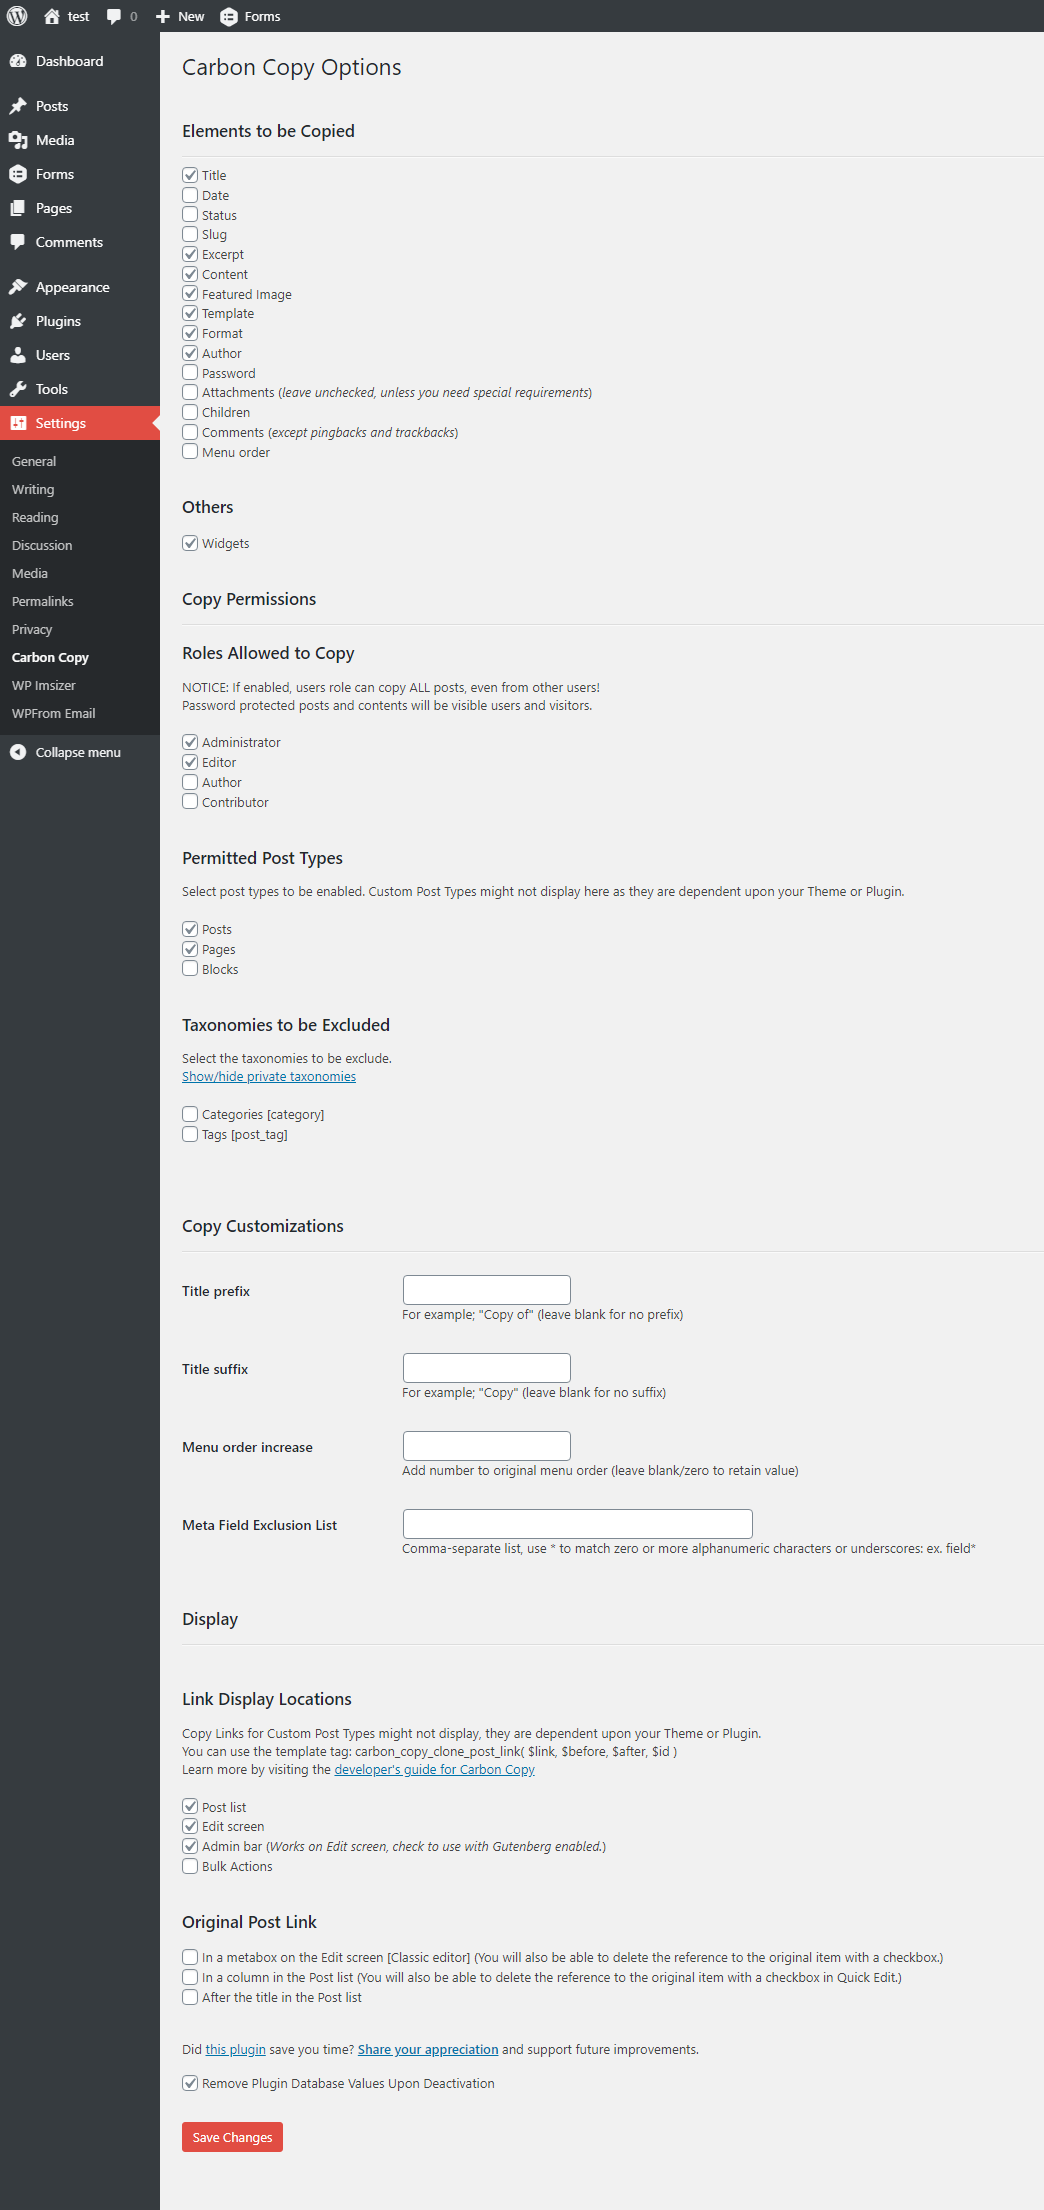 test
0
New
Forms
Dashboard
Posts
Media
Forms
Pages
Comments
Appearance
Plugins
Users
Tools
Settings
General
Writing
Reading
Discussion
Media
Permalinks
Privacy
Carbon Copy
WP Imsizer
WPFrom Email
Collapse menu
Carbon Copy Options
Elements to be Copied
Title
Date
Status
Slug
Excerpt
Content
Featured Image
Template
Format
Author
Password
Attachments (leave unchecked, unless you need special requirements)
Children
Comments (except pingbacks and trackbacks)
Menu order
Others
Widgets
Copy Permissions
Roles Allowed to Copy
NOTICE: If enabled, users role can copy ALL posts, even from other users!
Password protected posts and contents will be visible users and visitors.
Administrator
Editor
Author
Contributor
Permitted Post Types
Select post types to be enabled. Custom Post Types might not display here as they are dependent upon your Theme or Plugin.
Posts
Pages
Blocks
Taxonomies to be Excluded
Select the taxonomies to be exclude.
Show/hide private taxonomies
Categories [category]
Tags [post_tag]
Copy Customizations
Title prefix
For example; "Copy of" (leave blank for no prefix)
Title suffix
For example; "Copy" (leave blank for no suffix)
Menu order increase
Add number to original menu order (leave blank/zero to retain value)
Meta Field Exclusion List
Comma-separate list, use * to match zero or more alphanumeric characters or underscores: ex. field*
Display
Link Display Locations
Copy Links for Custom Post Types might not display, they are dependent upon your Theme or Plugin.
You can use the template tag: carbon_copy_clone_post_link( $link, $before, $after, $id )
Learn more by visiting the developer's guide for Carbon Copy
Post list
Edit screen
Admin bar (Works on Edit screen, check to use with Gutenberg enabled.)
Bulk Actions
Original Post Link
In a metabox on the Edit screen [Classic editor] (You will also be able to delete the reference to the original item with a checkbox.)
In a column in the Post list (You will also be able to delete the reference to the original item with a checkbox in Quick Edit.)
After the title in the Post list
Did this plugin save you time? Share your appreciation and support future improvements.
Remove Plugin Database Values Upon Deactivation
Save Changes